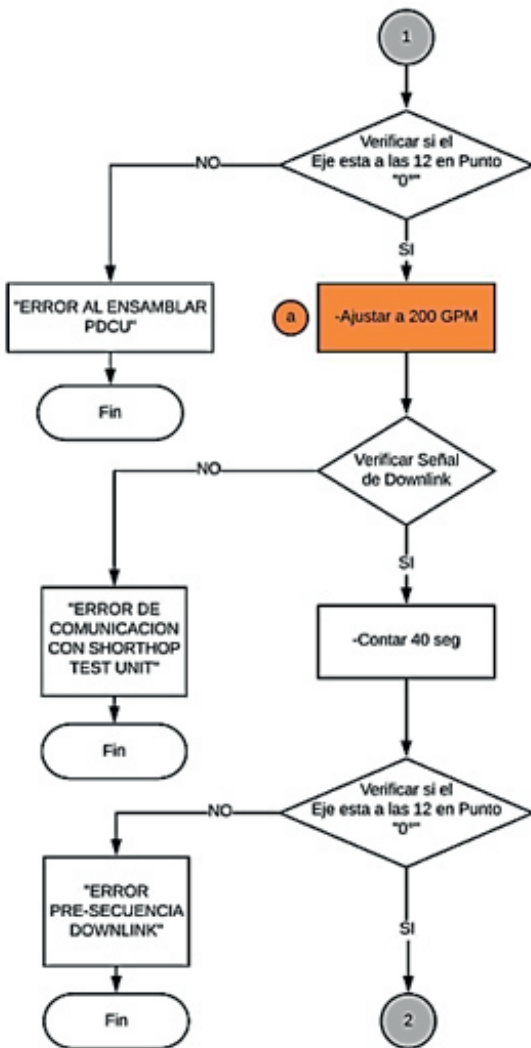 1
Verificar si el
Eje esta a las 12 en Punto
"0°"
NO
SI
"ERROR AL ENSAMBLAR
PDCU"
a
-Ajustar a 200 GPM
Fin
Verificar Señal
de Downlink
NO
SI
"ERROR DE
COMUNICACION
CON SHORTHOP
TEST UNIT"
-Contar 40 seg
Fin
Verificar si el
Eje esta a las 12 en Punto
"0°"
NO
"ERROR
PRE-SECUENCIA
DOWNLINK"
SI
Fin
2